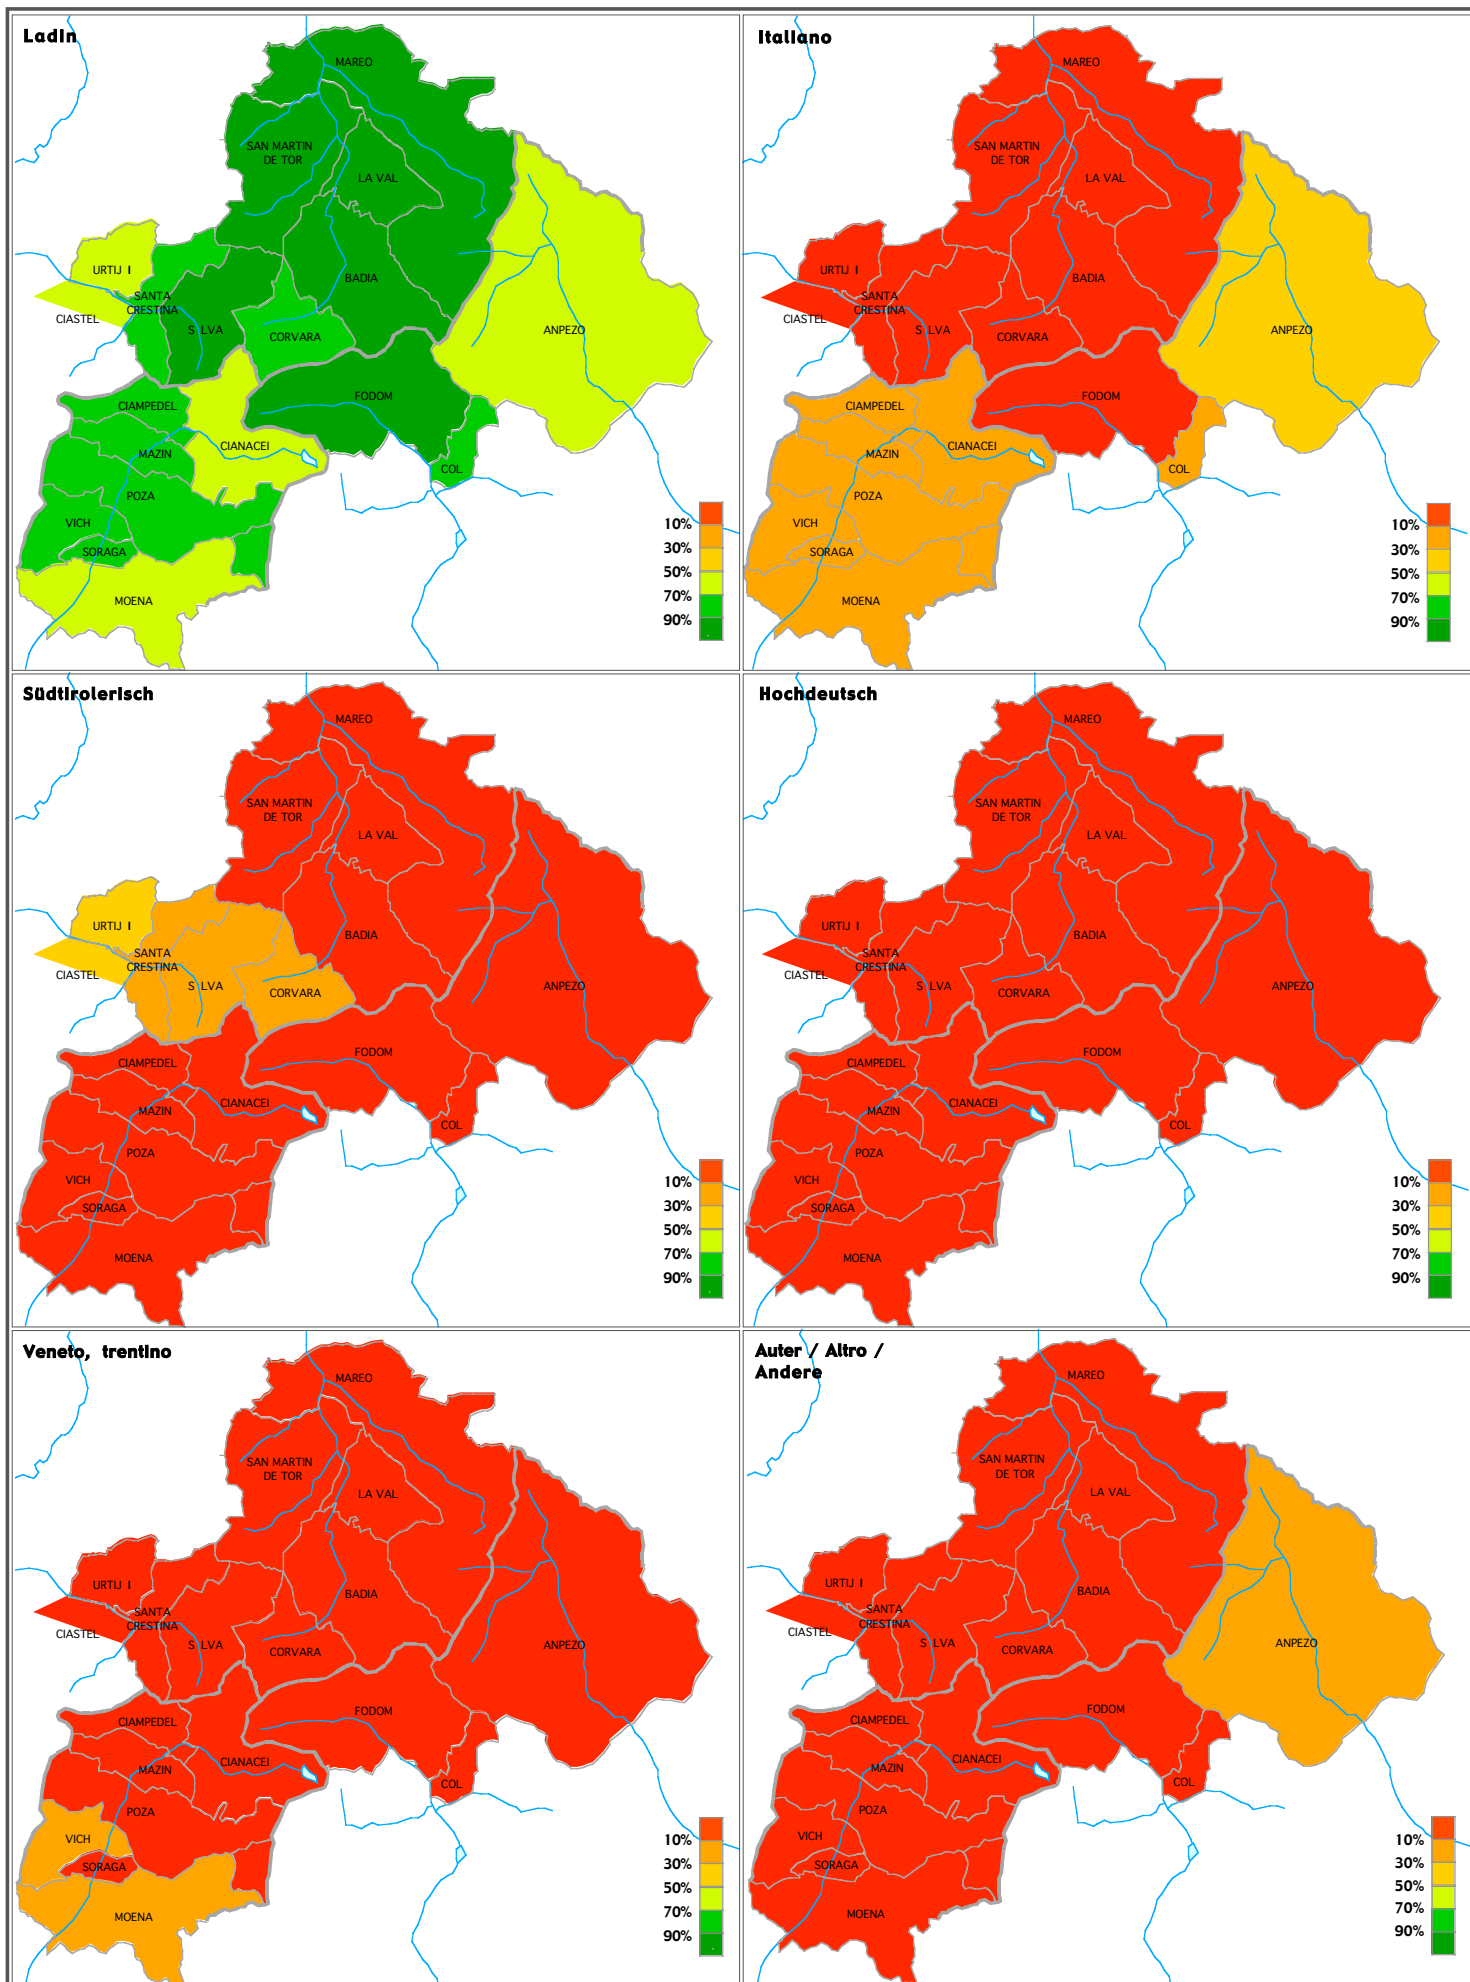 Ladin
MAREO
SAN MARTIN
DE TOR
LA VAL
URTIJ I
SANTA
CRESTINA
CIASTEL
S LVA
BADIA
CORVARA
ANPEZO
FODOM
CIAMPEDEL
CIANACEI
MAZIN
COL
POZA
VICH
SORAGA
MOENA
10%
30%
50%
70%
90%
Italiano
MAREO
SAN MARTIN
DE TOR
LA VAL
URTIJ I
SANTA
CRESTINA
CIASTEL
S LVA
BADIA
CORVARA
ANPEZO
FODOM
CIAMPEDEL
CIANACEI
MAZIN
COL
POZA
VICH
SORAGA
MOENA
10%
30%
50%
70%
90%
Südtirolerisch
MAREO
SAN MARTIN
DE TOR
LA VAL
URTIJ I
SANTA
CRESTINA
CIASTEL
S LVA
BADIA
CORVARA
ANPEZO
FODOM
CIAMPEDEL
CIANACEI
MAZIN
COL
POZA
VICH
SORAGA
MOENA
10%
30%
50%
70%
90%
Hochdeutsch
MAREO
SAN MARTIN
DE TOR
LA VAL
URTIJ I
SANTA
CRESTINA
CIASTEL
S LVA
BADIA
CORVARA
ANPEZO
FODOM
CIAMPEDEL
CIANACEI
MAZIN
COL
POZA
VICH
SORAGA
MOENA
10%
30%
50%
70%
90%
Veneto, trentino
MAREO
SAN MARTIN
DE TOR
LA VAL
URTIJ I
SANTA
CRESTINA
CIASTEL
S LVA
BADIA
CORVARA
ANPEZO
FODOM
CIAMPEDEL
CIANACEI
MAZIN
COL
POZA
VICH
SORAGA
MOENA
10%
30%
50%
70%
90%
Auter / Altro /
Andere
MAREO
SAN MARTIN
DE TOR
LA VAL
URTIJ I
SANTA
CRESTINA
CIASTEL
S LVA
BADIA
CORVARA
ANPEZO
FODOM
CIAMPEDEL
CIANACEI
MAZIN
COL
POZA
VICH
SORAGA
MOENA
10%
30%
50%
70%
90%